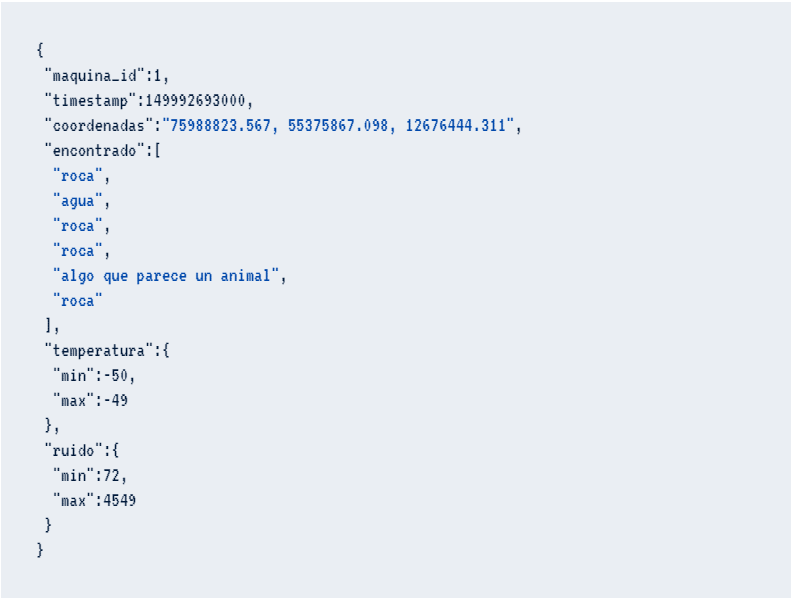 {
"maquina_id":1,
"timestamp":149992693000,
"coordenadas":"75988823.567, 55375867.098, 12676444.311",
"encontrado":[
"roca",
"agua",
"roca",
"roca",
"algo que parece un animal",
"roca"
],
"temperatura":{
"min":-50,
"max":-49
},
"ruido":{
"min":72,
"max":4549
}
}